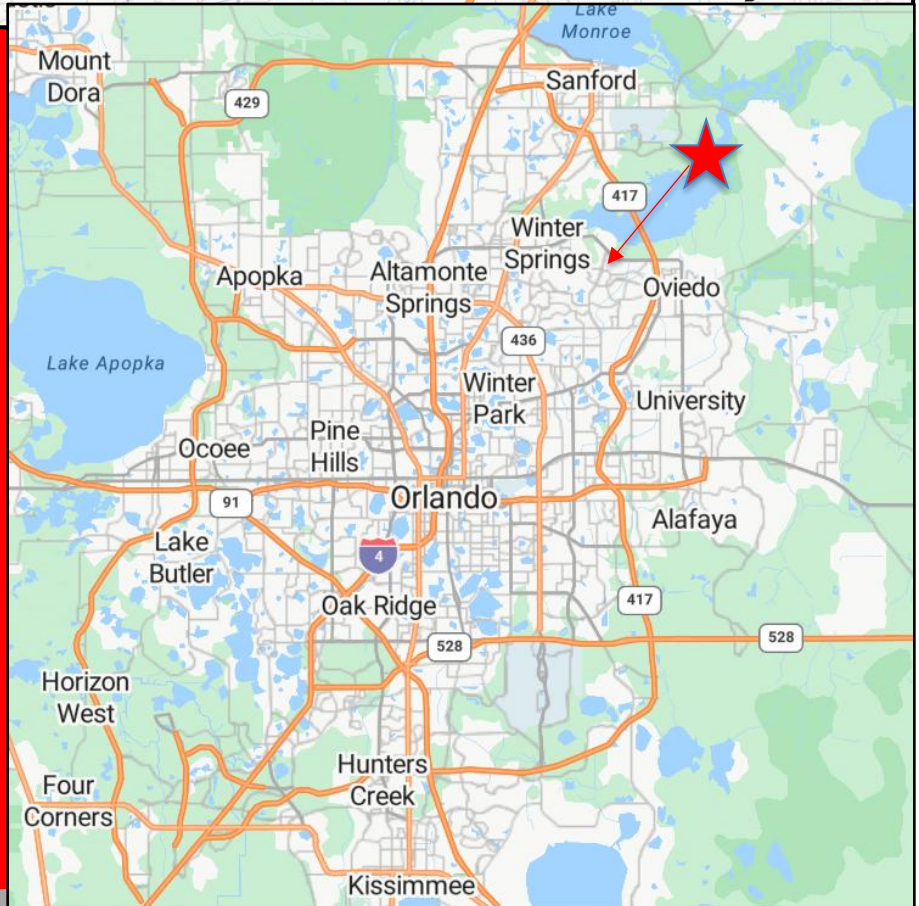 Lake
Monroe
Mount
Dora
Sanford
429
417
Winter
Springs
Apopka
Altamonte
Springs
Oviedo
436
Lake Apopka
Winter
Park
University
Pine
Hills
Ocoee
91
Orlando
Alafaya
Lake
Butler
4
Oak Ridge
417
528
528
Horizon
West
Hunters
Creek
Four
Corners
Kissimmee